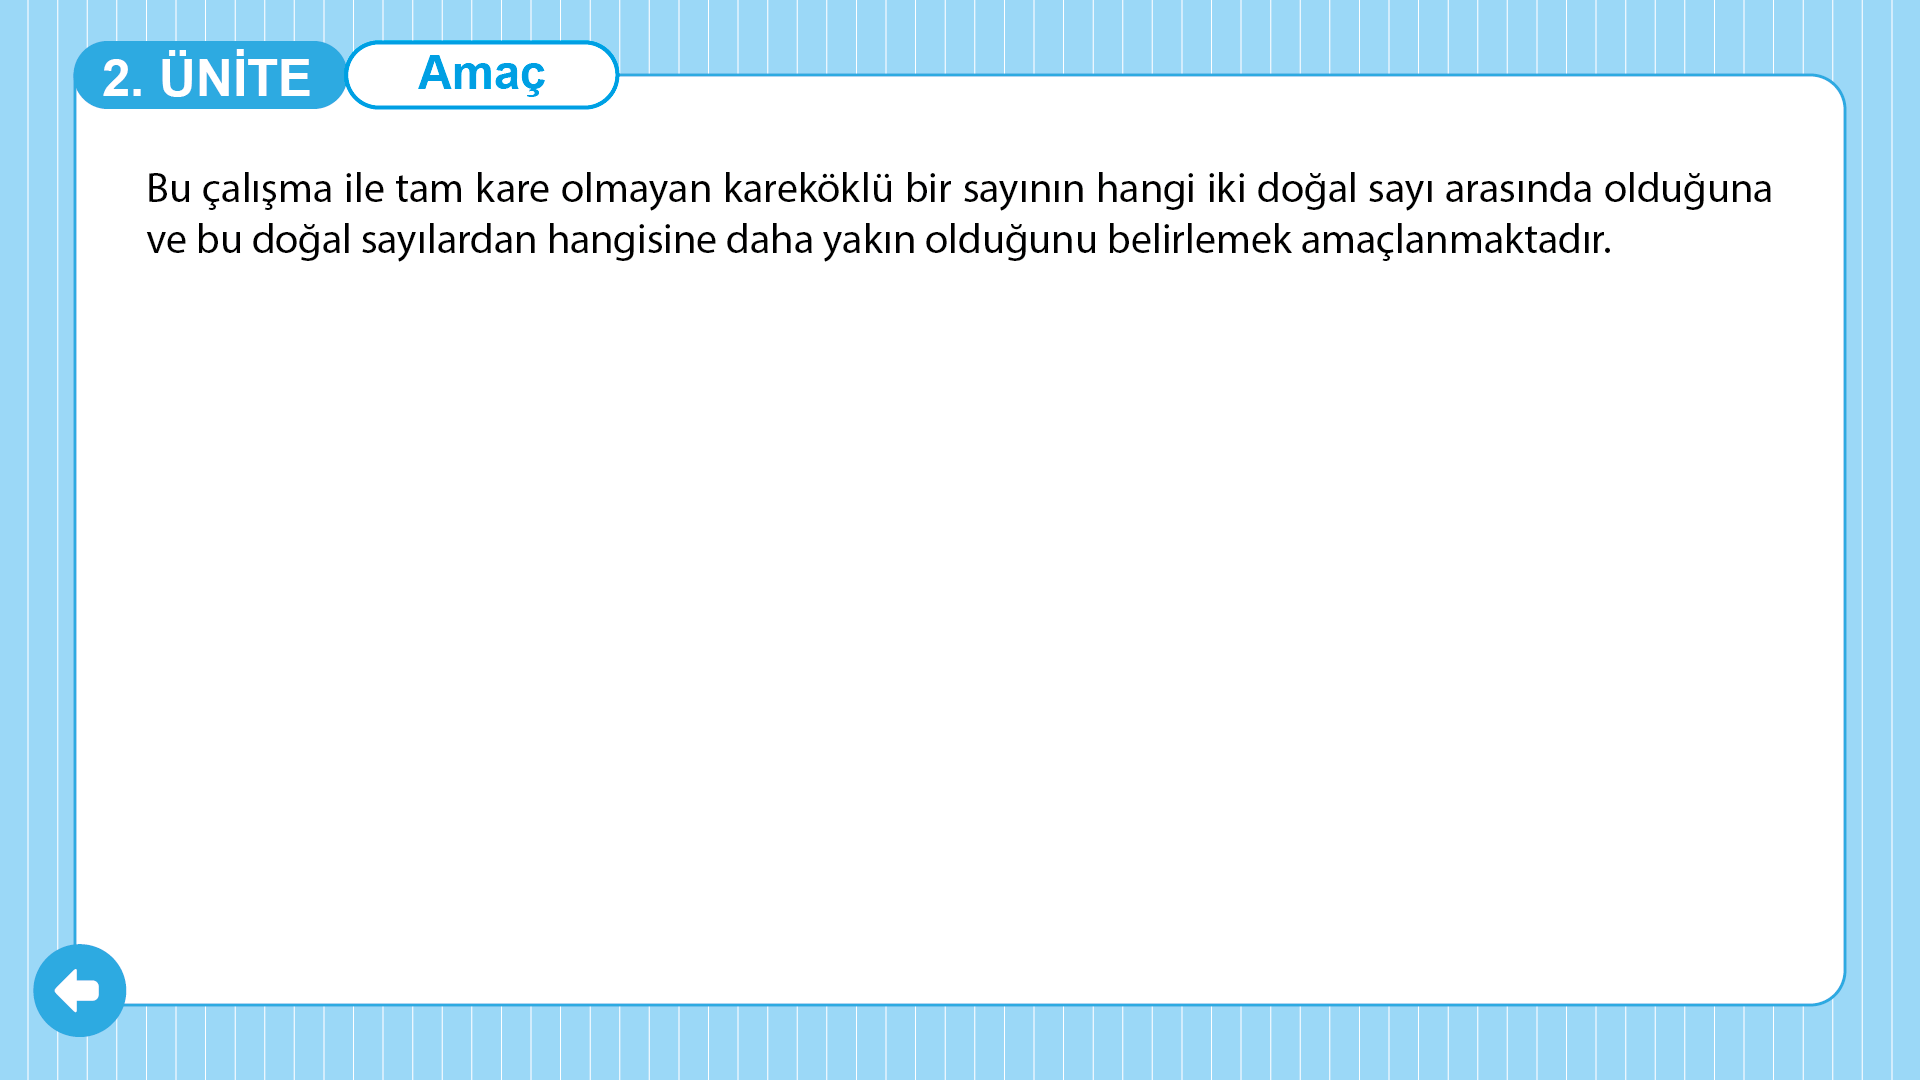 2. ÜNİTE
Amaç
Bu çalışma ile tam kare olmayan kareköklü bir sayının hangi iki doğal sayı arasında olduğuna
ve bu doğal sayılardan hangisine daha yakın olduğunu belirlemek amaçlanmaktadır.